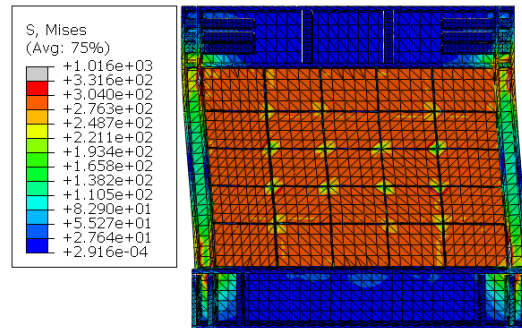 S, Mises
(Avg: 75%)
+1.016e+03
+3.316e+02
+3.040e+02
+2.763e+02
+2.487e+02
+2.211e+02
+1.934e+02
+1.658e+02
+1.382e+02
+1.105e+02
+8.290e+01
+5.527e+01
+2.764e+01
+2.916e-04